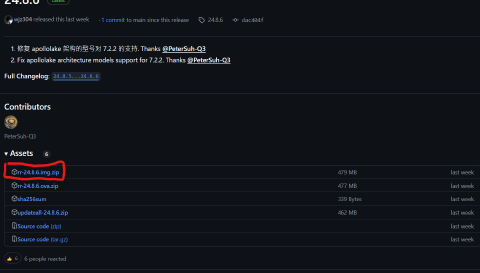 24.8.6
wjz304 released this last week
· 1 commit to main since this release
24.8.6
dac404f
1. 修复 apollolake 架构的型号对 7.2.2 的支持. Thanks @PeterSuh-Q3
2. Fix apollolake architecture models support for 7.2.2. Thanks @PeterSuh-Q3
Full Changelog: 24.8.5...24.8.6
Contributors
PeterSuh-Q3
Assets 6
rr-24.8.6.img.zip 479 MB last week
rr-24.8.6.ova.zip 477 MB last week
sha256sum 339 Bytes last week
updateall-24.8.6.zip 462 MB last week
Source code (zip) last week
Source code (tar.gz) last week
6 6 people reacted